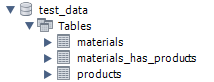 test_data
Tables
materials
materials_has_products
products